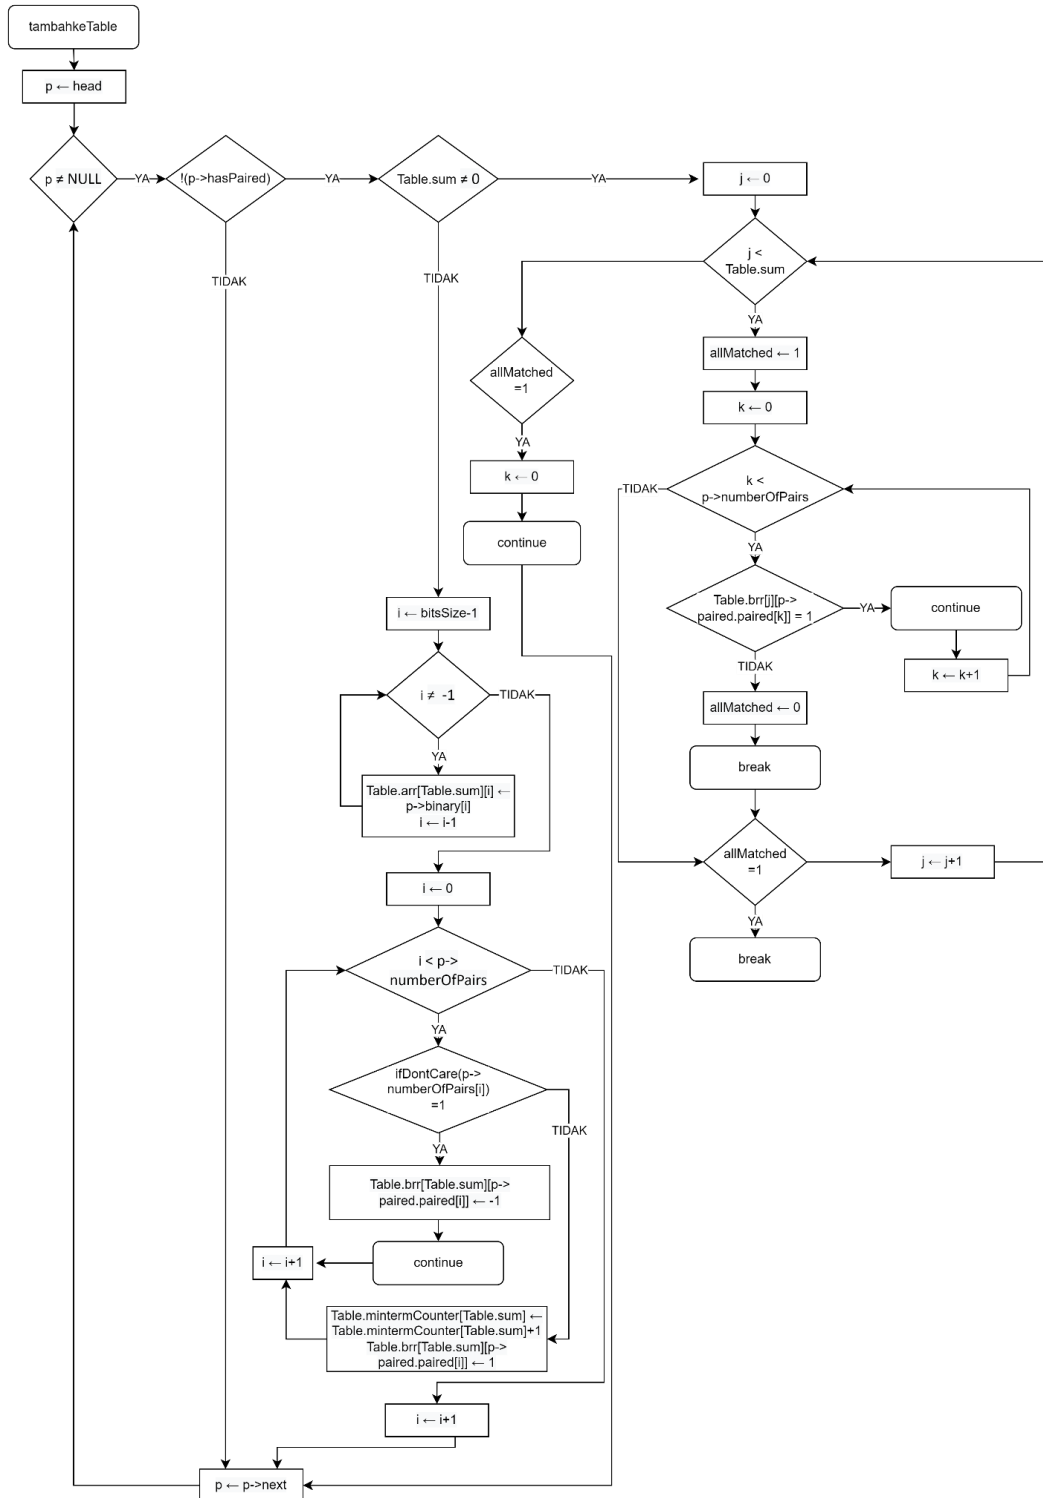 tambahkeTable
p ← head
p ≠ NULL
YA
!(p->hasPaired)
YA
Table.sum ≠ 0
YA
j ← 0
TIDAK
TIDAK
j <
Table.sum
YA
allMatched ← 1
allMatched
=1
YA
k ← 0
continue
k ← 0
k <
p->numberOfPairs
TIDAK
YA
Table.brr[j][p->
paired.paired[k]] = 1
YA
continue
k ← k+1
TIDAK
allMatched ← 0
break
allMatched
=1
j ← j+1
YA
break
i ← bitsSize-1
i ≠ -1
TIDAK
YA
Table.arr[Table.sum][i] ←
p->binary[i]
i ← i-1
i ← 0
i < p->
numberOfPairs
TIDAK
YA
ifDontCare(p->
numberOfPairs[i])
=1
TIDAK
YA
Table.brr[Table.sum][p->
paired.paired[i]] ← -1
continue
i ← i+1
Table.mintermCounter[Table.sum] ←
Table.mintermCounter[Table.sum]+1
Table.brr[Table.sum][p->
paired.paired[i]] ← 1
i ← i+1
p ← p->next